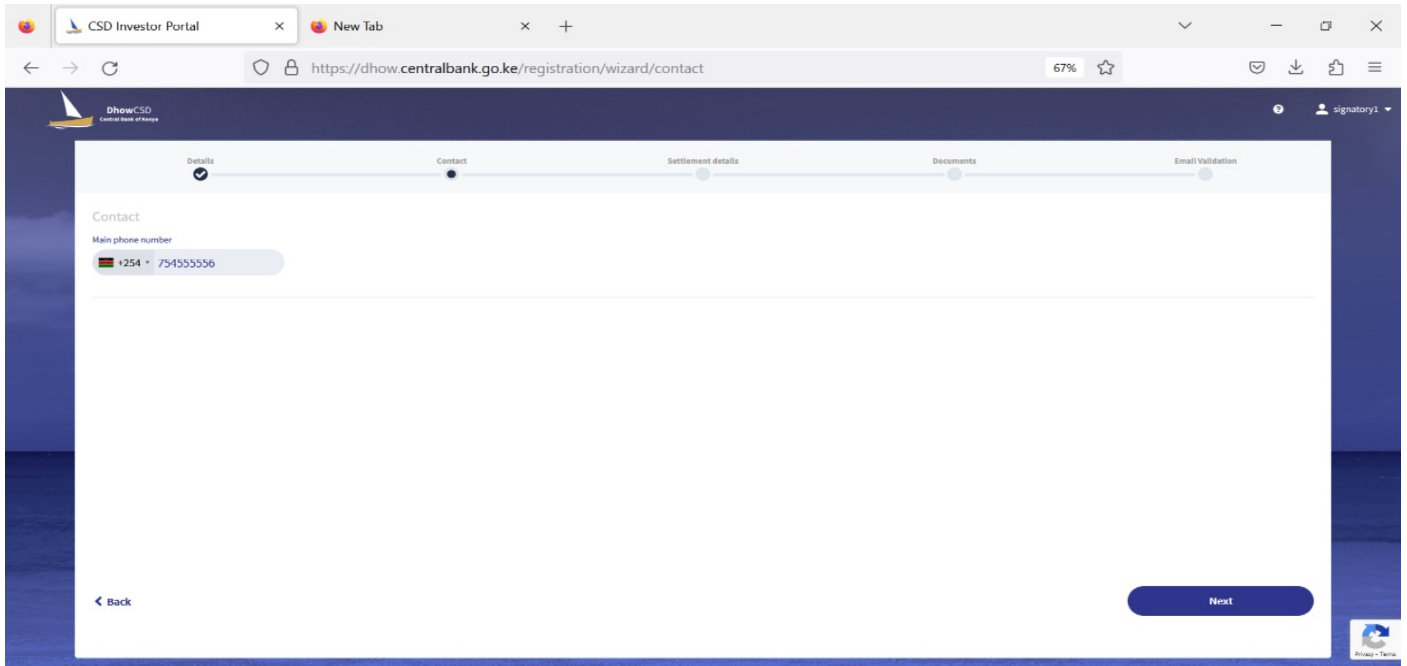 CSD Investor Portal
New Tab
https://dhow.centralbank.go.ke/registration/wizard/contact
67%
DhowCSD
Central Bank of Kenya
signatory1
Details
Contact
Settlement details
Documents
Email Validation
Contact
Main phone number
+254
754555556
Back
Next
Privacy - Terms